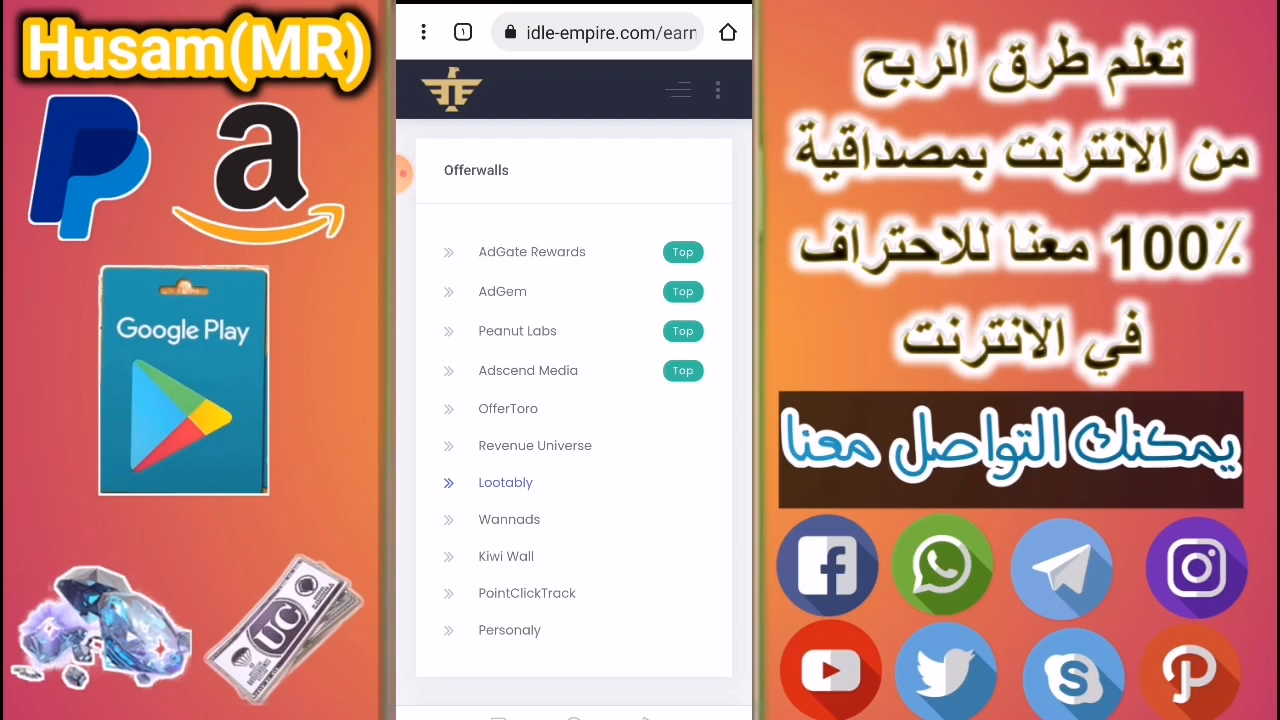 Husam(MR)
a
Google Play
UC
١
idle-empire.com/earn
Offerwalls
AdGate Rewards Top
AdGem Top
Peanut Labs Top
Adscend Media Top
OfferToro
Revenue Universe
Lootably
Wannads
Kiwi Wall
PointClickTrack
Personaly
تعلم طرق الربح
من الانترنت بمصداقية
100٪ معنا للاحتراف
في الانترنت
يمكنك التواصل معنا